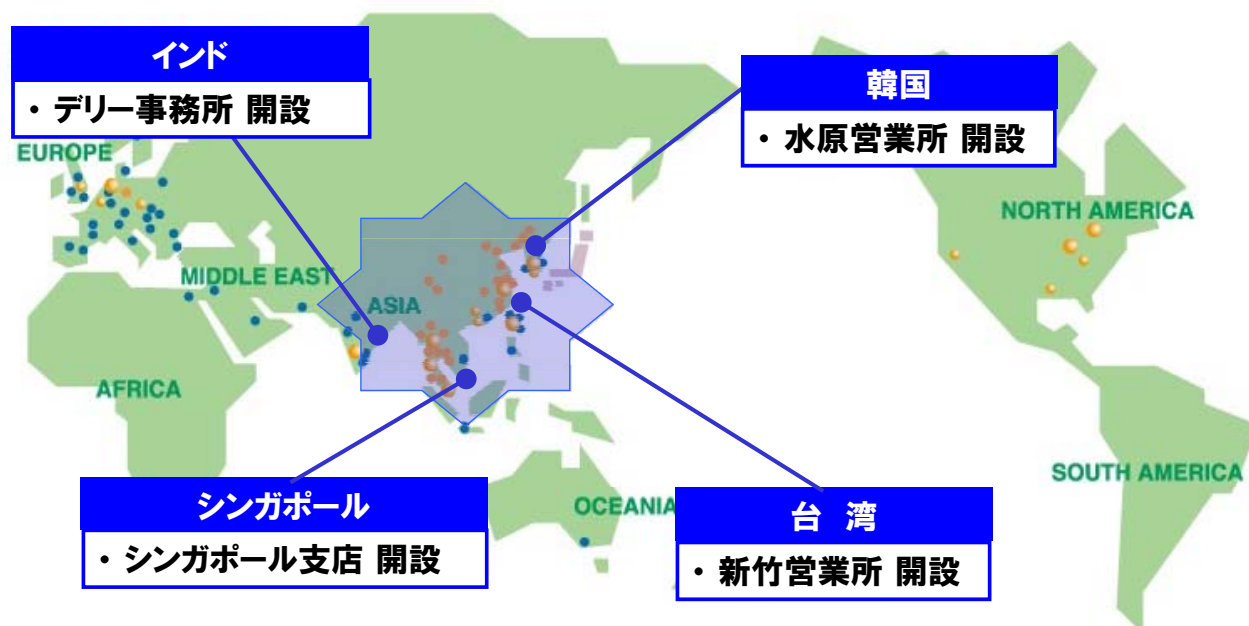 インド
・ デリー事務所 開設
韓国
・ 水原営業所 開設
EUROPE
NORTH AMERICA
MIDDLE EAST
ASIA
AFRICA
SOUTH AMERICA
シンガポール
・ シンガポール支店 開設
OCEANIA
台 湾
・ 新竹営業所 開設